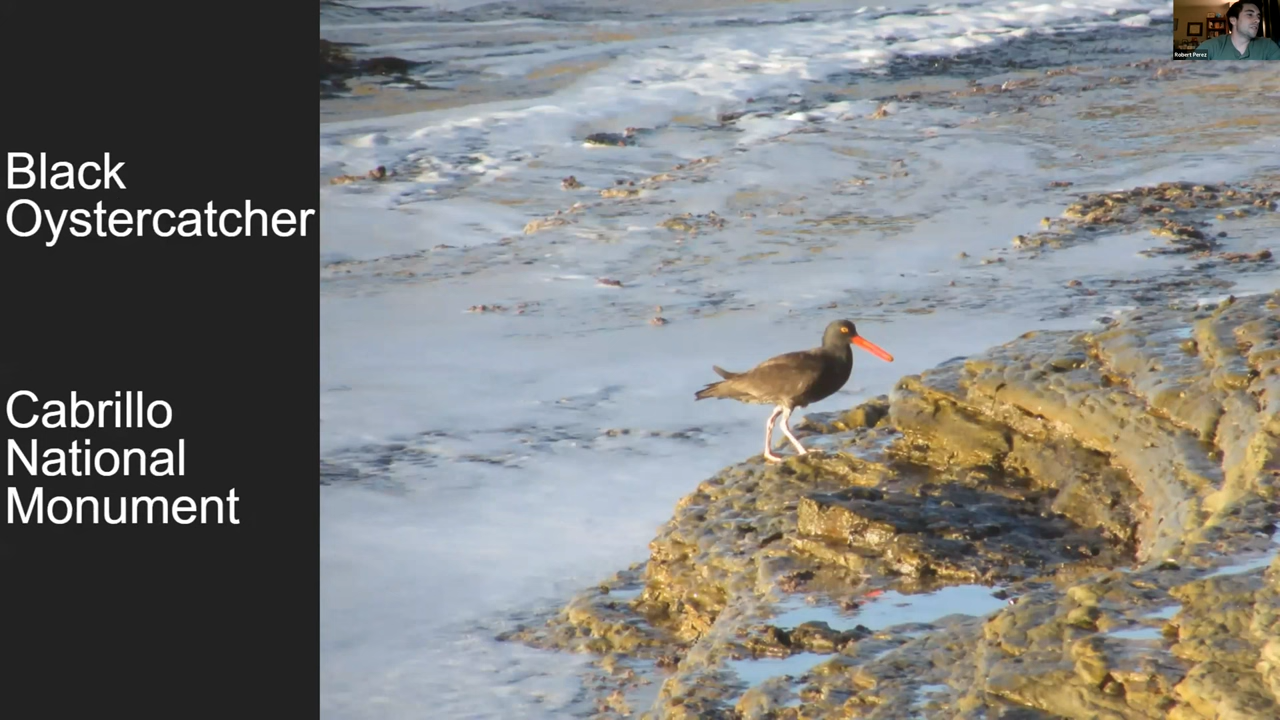 Black
Oystercatcher
Cabrillo
National
Monument
Robert Perez